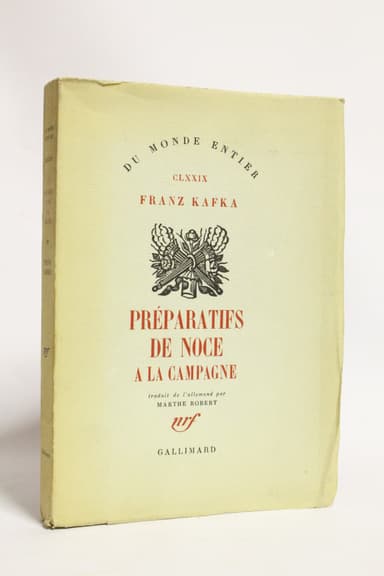 DU MONDE ENTIER
CLXXIX
FRANZ KAFKA
PRÉPARATIFS
DE NOCE
A LA CAMPAGNE
traduit de l'allemand par
MARTHE ROBERT
nrf
GALLIMARD
nrf